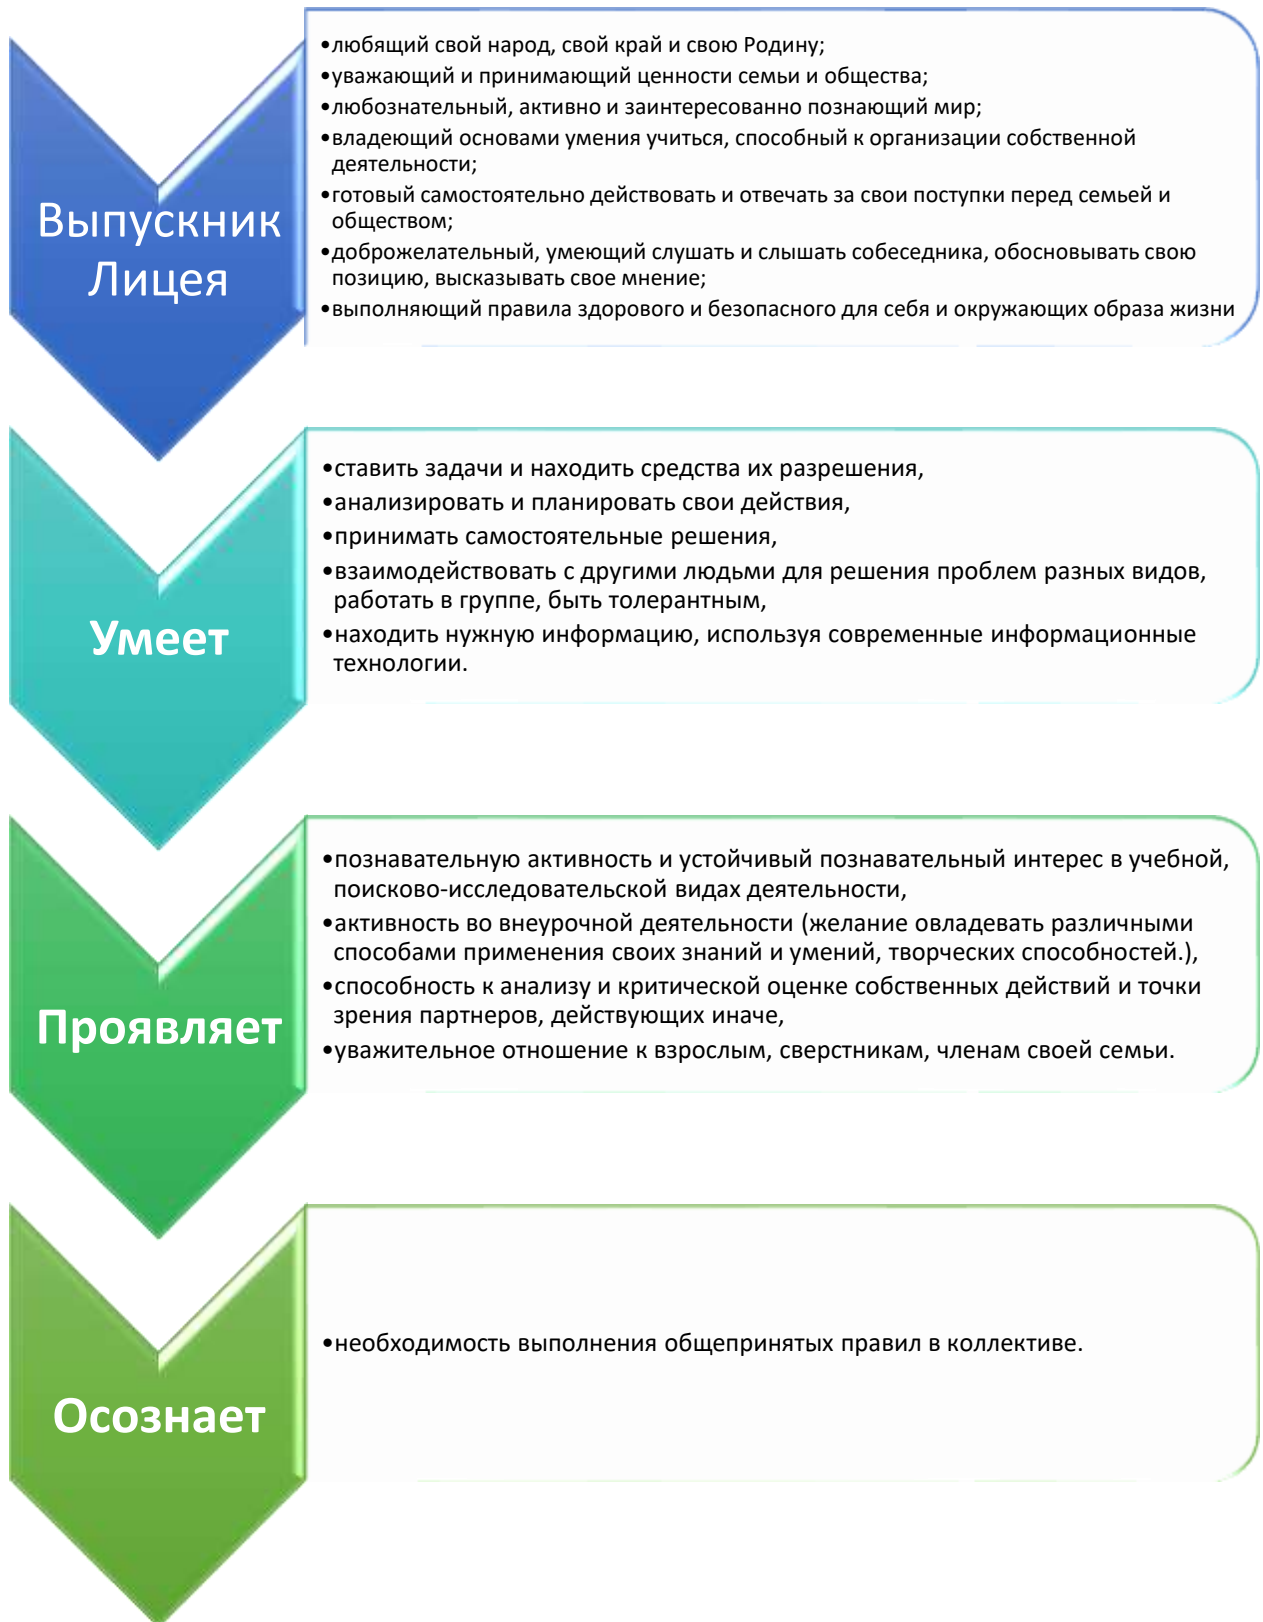 Выпускник
Лицея
•любящий свой народ, свой край и свою Родину;
•уважающий и принимающий ценности семьи и общества;
•любознательный, активно и заинтересованно познающий мир;
•владеющий основами умения учиться, способный к организации собственной
деятельности;
•готовый самостоятельно действовать и отвечать за свои поступки перед семьей и
обществом;
•доброжелательный, умеющий слушать и слышать собеседника, обосновывать свою
позицию, высказывать свое мнение;
•выполняющий правила здорового и безопасного для себя и окружающих образа жизни
Умеет
•ставить задачи и находить средства их разрешения,
•анализировать и планировать свои действия,
•принимать самостоятельные решения,
•взаимодействовать с другими людьми для решения проблем разных видов,
работать в группе, быть толерантным,
•находить нужную информацию, используя современные информационные
технологии.
Проявляет
•познавательную активность и устойчивый познавательный интерес в учебной,
поисково-исследовательской видах деятельности,
•активность во внеурочной деятельности (желание овладевать различными
способами применения своих знаний и умений, творческих способностей.),
•способность к анализу и критической оценке собственных действий и точки
зрения партнеров, действующих иначе,
•уважительное отношение к взрослым, сверстникам, членам своей семьи.
Осознает
•необходимость выполнения общепринятых правил в коллективе.